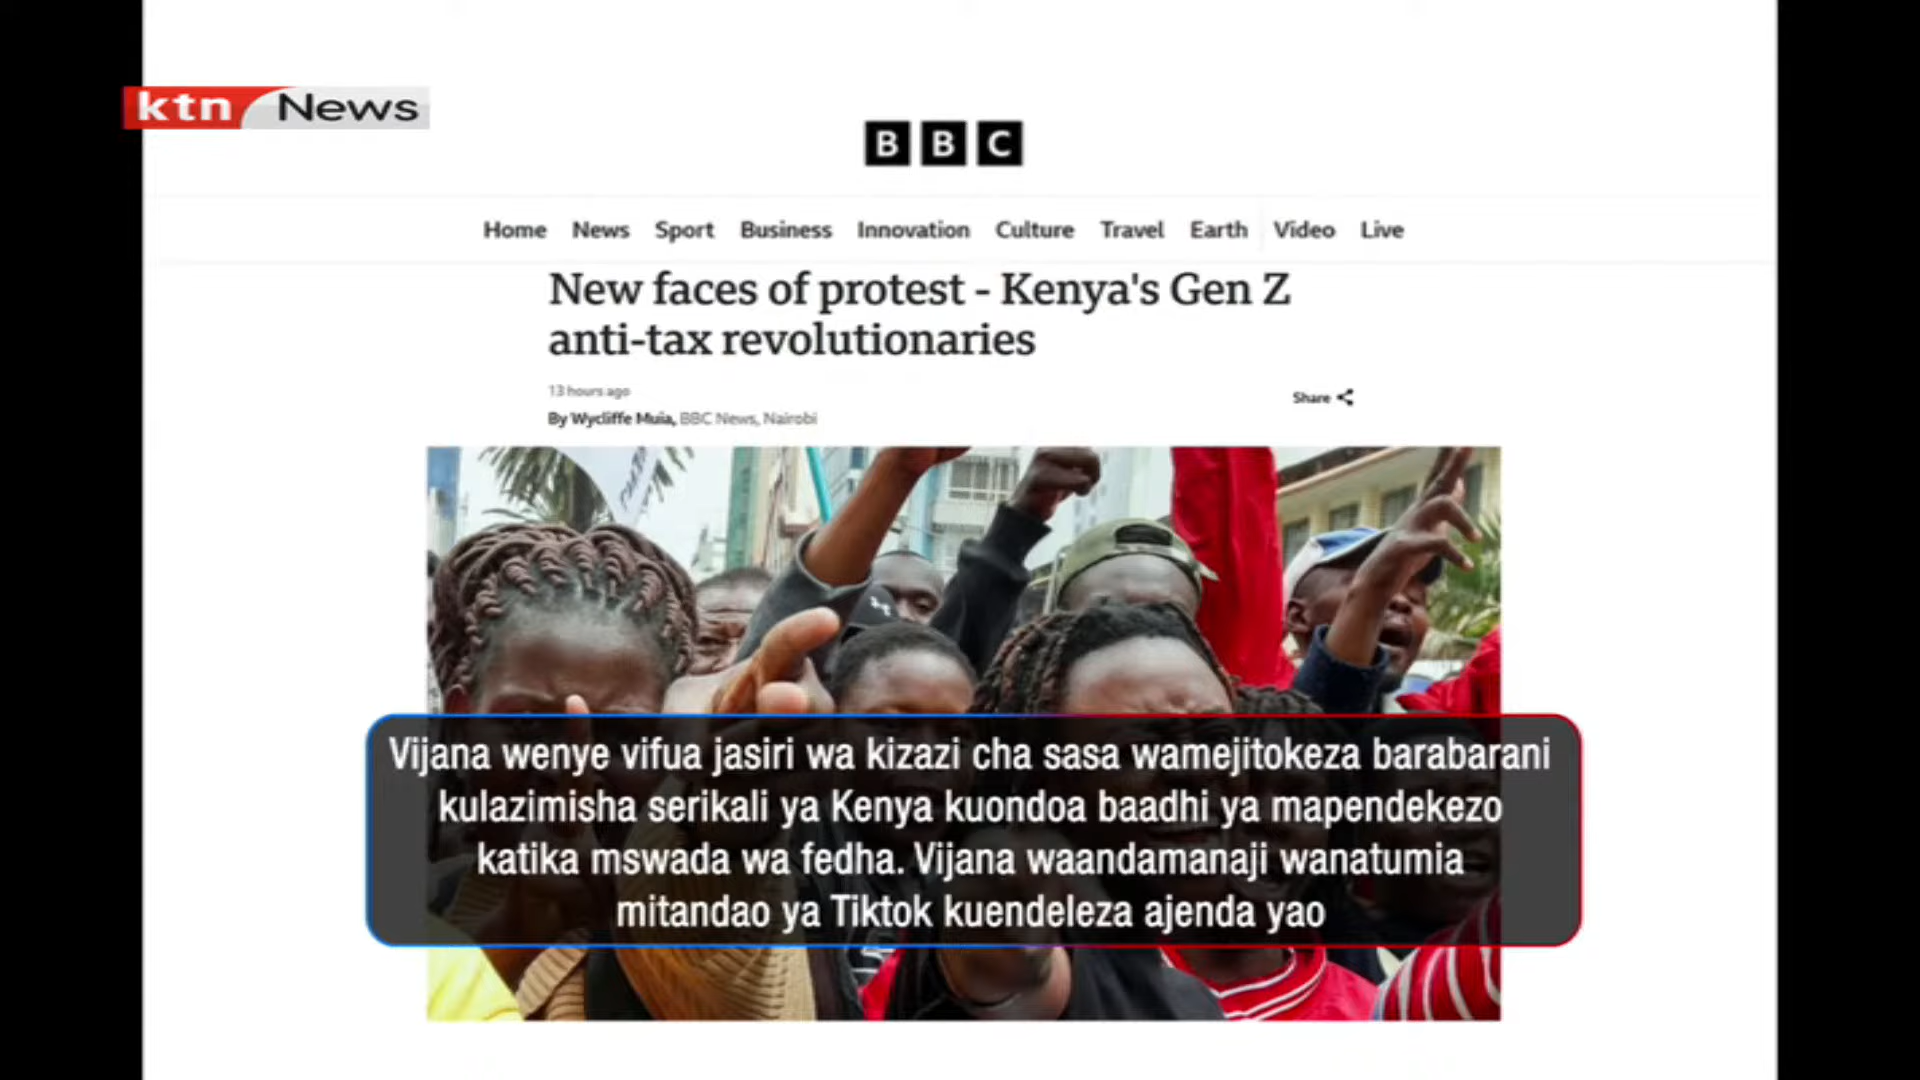 ktn News
BBC
Home News Sport Business Innovation Culture Travel Earth Video Live
New faces of protest - Kenya's Gen Z
anti-tax revolutionaries
13 hours ago
Share
By Wycliffe Muia, BBC News, Nairobi
Vijana wenye vifua jasiri wa kizazi cha sasa wamejitokeza barabarani
kulazimisha serikali ya Kenya kuondoa baadhi ya mapendekezo
katika mswada wa fedha. Vijana waandamanaji wanatumia
mitandao ya Tiktok kuendeleza ajenda yao